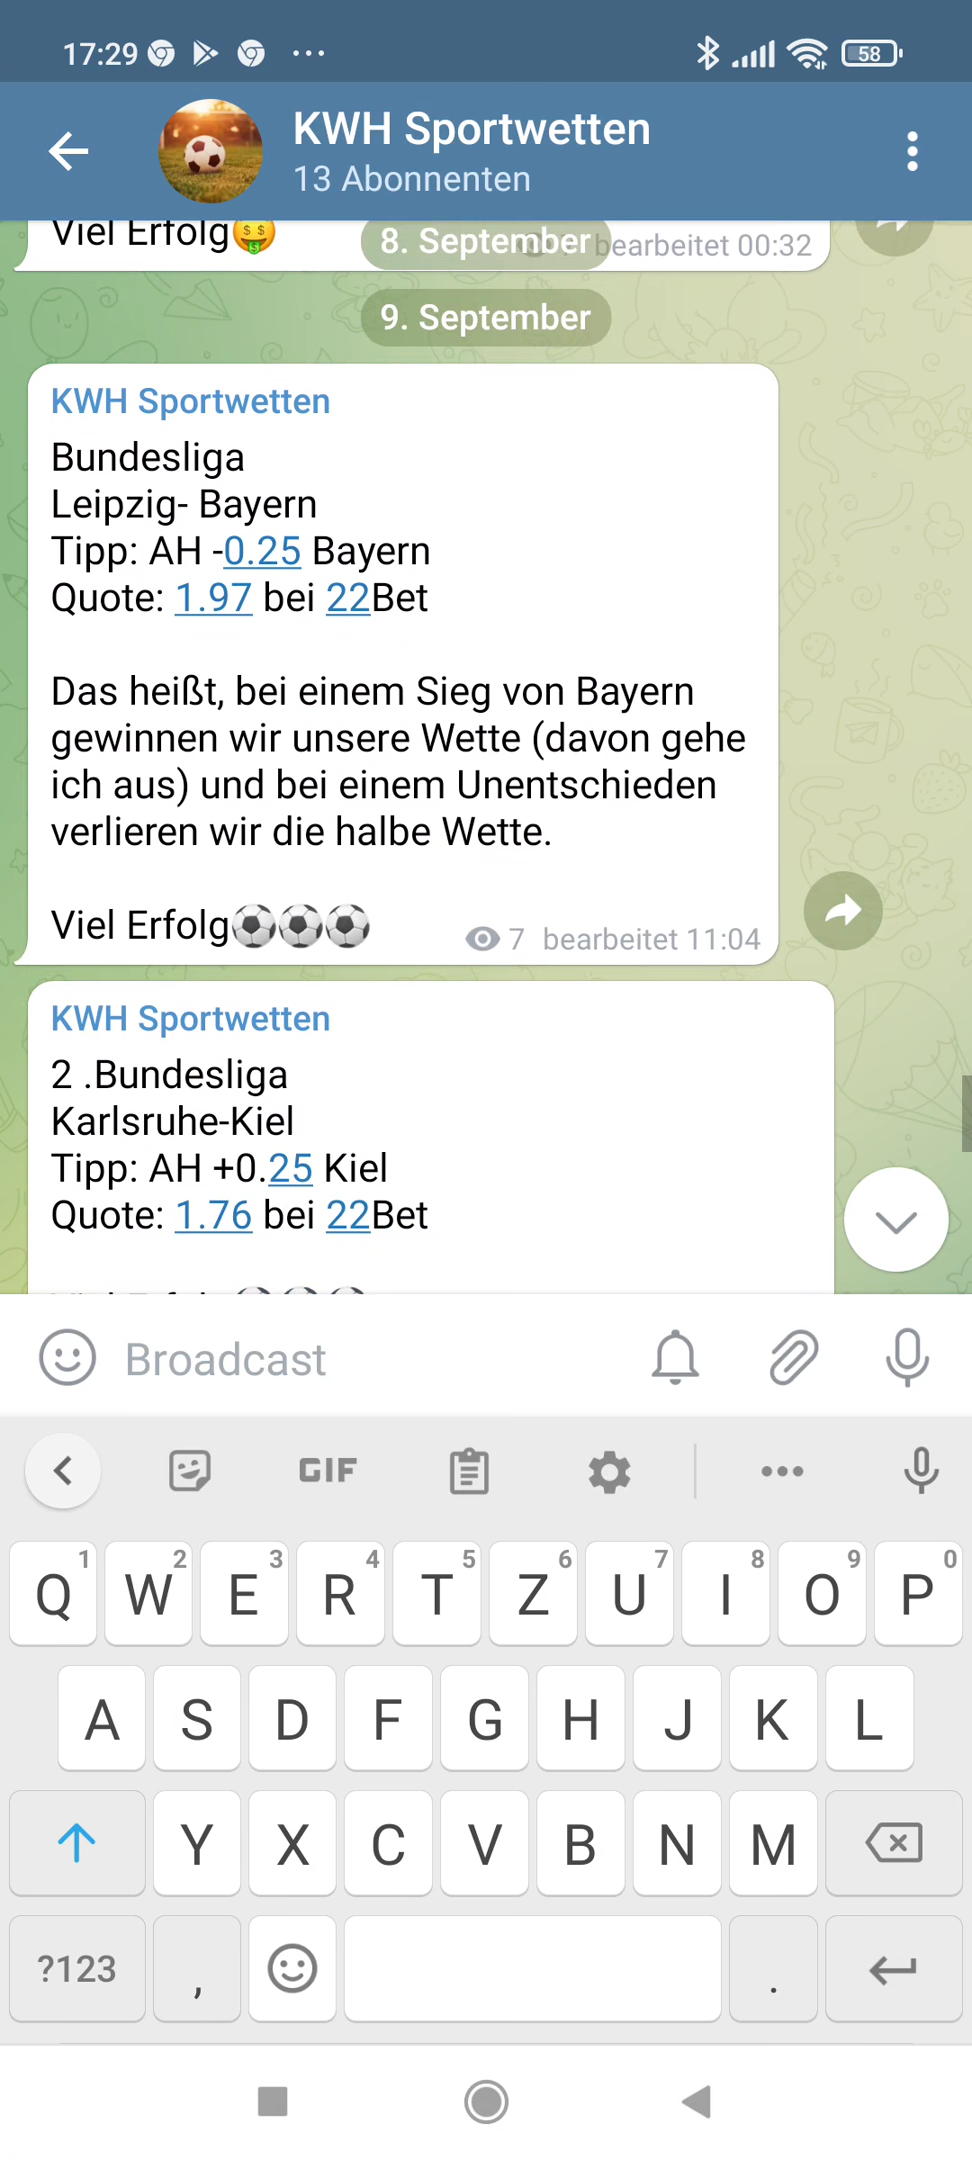 17:29
58
KWH Sportwetten
13 Abonnenten
Viel Erfolg🤑
8. September
bearbeitet 00:32
9. September
KWH Sportwetten
Bundesliga
Leipzig- Bayern
Tipp: AH -0.25 Bayern
Quote: 1.97 bei 22Bet
Das heißt, bei einem Sieg von Bayern
gewinnen wir unsere Wette (davon gehe
ich aus) und bei einem Unentschieden
verlieren wir die halbe Wette.
Viel Erfolg⚽⚽⚽
7 bearbeitet 11:04
KWH Sportwetten
2 .Bundesliga
Karlsruhe-Kiel
Tipp: AH +0.25 Kiel
Quote: 1.76 bei 22Bet
Broadcast
GIF
1 2 3 4 5 6 7 8 9 0
Q W E R T Z U I O P
A S D F G H J K L
Y X C V B N M
?123 , .